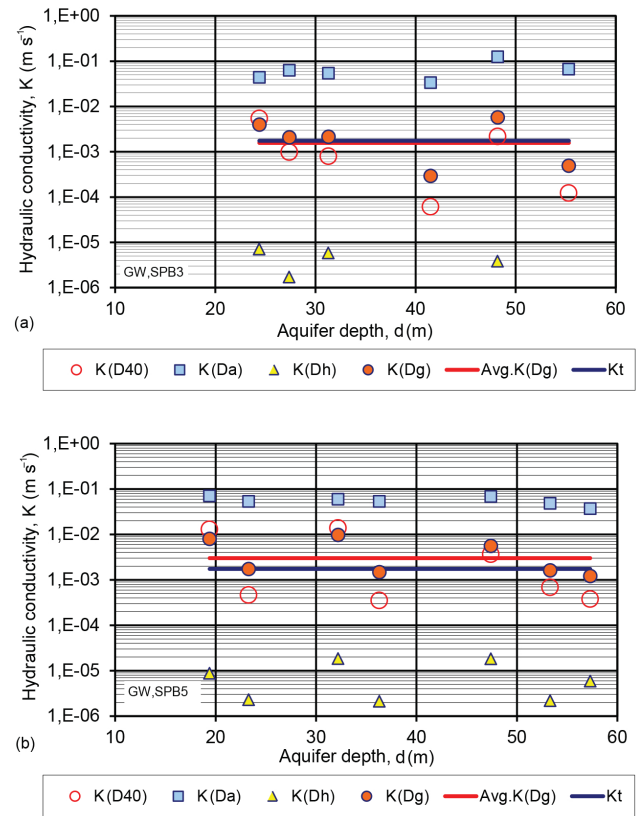 Hydraulic conductivity, K (m s⁻¹)
1,E+00
1,E-01
1,E-02
1,E-03
1,E-04
1,E-05
1,E-06
GW,SPB3
10 20 30 40 50 60
Aquifer depth, d(m)
(a)
K(D40) K(Da) K(Dh) K(Dg) Avg.K(Dg) Kt
Hydraulic conductivity, K (m s⁻¹)
1,E+00
1,E-01
1,E-02
1,E-03
1,E-04
1,E-05
1,E-06
GW,SPB5
10 20 30 40 50 60
Aquifer depth, d(m)
(b)
K(D40) K(Da) K(Dh) K(Dg) Avg.K(Dg) Kt